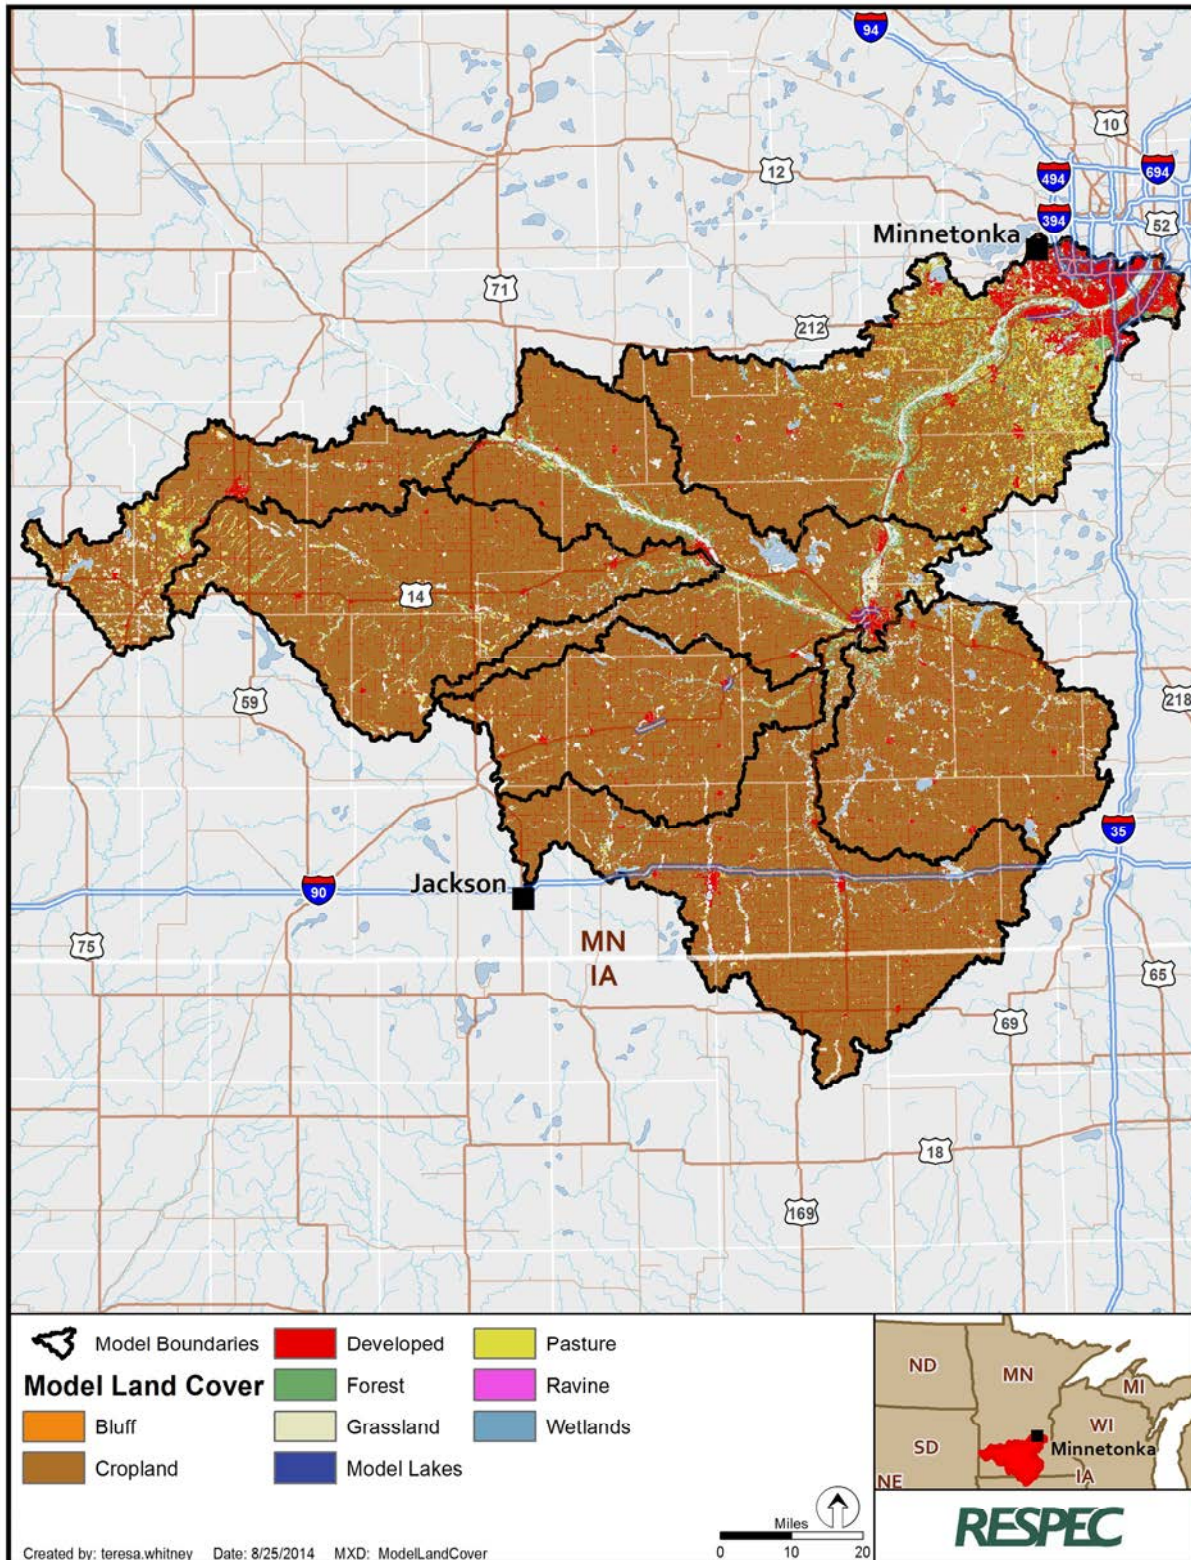 94
10
12
494
694
394
52
Minnetonka
71
212
14
59
218
35
Jackson
90
MN
IA
75
65
69
18
169
Model Boundaries
Developed
Pasture
Model Land Cover
Forest
Ravine
Bluff
Grassland
Wetlands
Cropland
Model Lakes
Miles
0 10 20
Created by: teresa.whitney Date: 8/25/2014 MXD: ModelLandCover
ND
MN
MI
WI
SD
Minnetonka
NE
IA
RESPEC